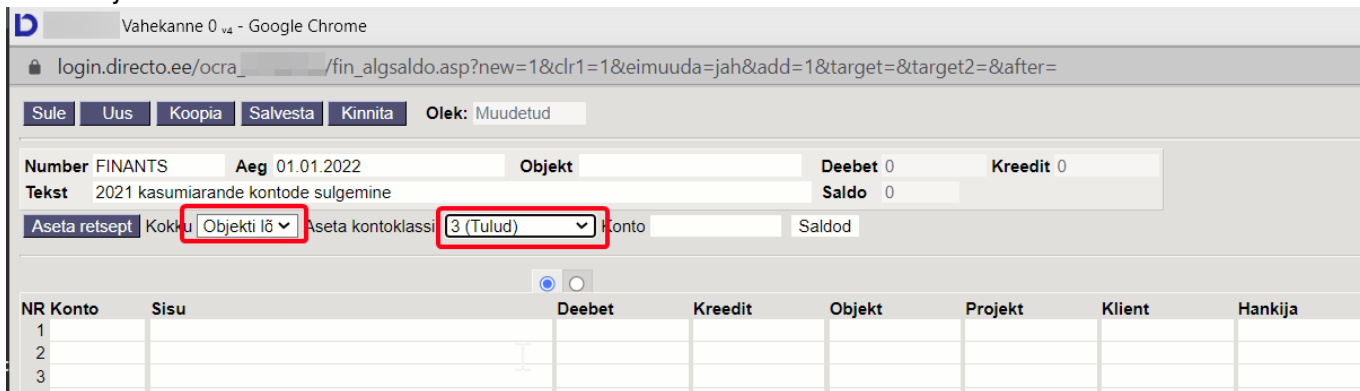 Vahekanne 0 v4 - Google Chrome
login.directo.ee/ocra_ /fin_algsaldo.asp?new=1&clr1=1&eimuuda=jah&add=1&target=&target2=&after=
Sule Uus Koopia Salvesta Kinnita Olek: Muudetud
Number FINANTS Aeg 01.01.2022 Objekt Deebet 0 Kreedit 0
Tekst 2021 kasumiarande kontode sulgemine Saldo 0
Aseta retsept Kokku Objekti lõ Aseta kontoklassi 3 (Tulud) Konto Saldod
NR Konto Sisu Deebet Kreedit Objekt Projekt Klient Hankija
1
2
3